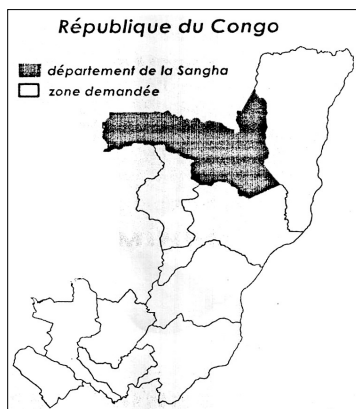 République du Congo
département de la Sangha
zone demandée